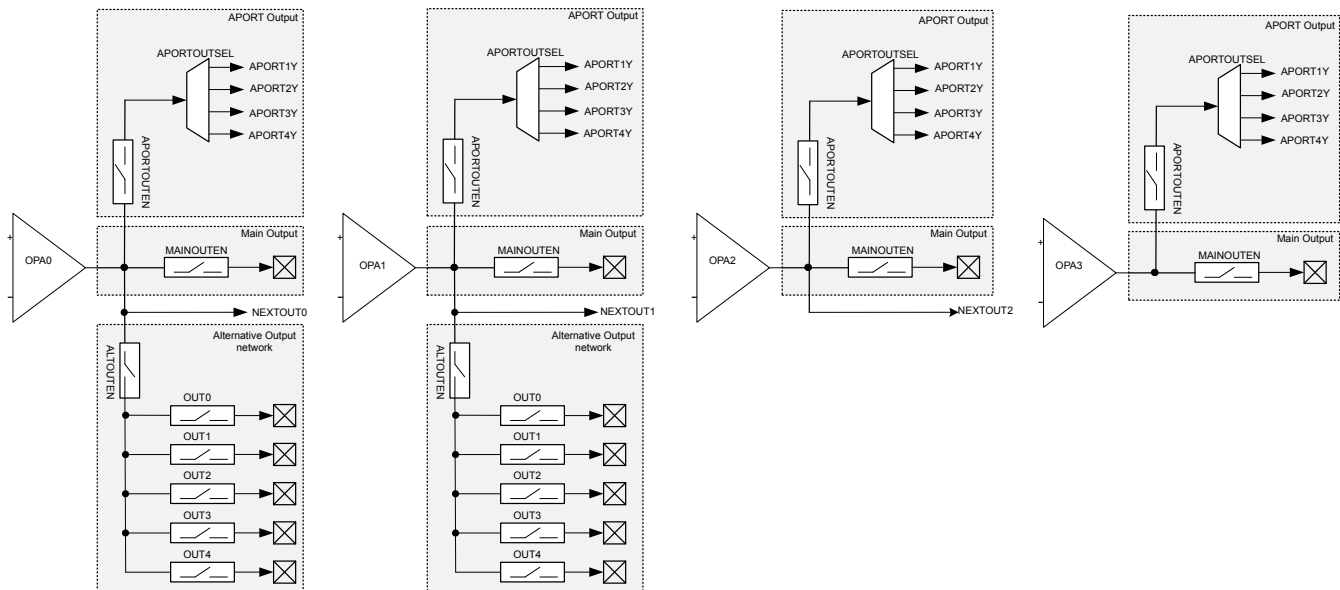 APORT Output
APORTOUTSEL
APORT1Y
APORT2Y
APORT3Y
APORT4Y
APORTOUTEN
+
OPA0
–
Main Output
MAINOUTEN
NEXTOUT0
Alternative Output
network
ALTOUTEN
OUT0
OUT1
OUT2
OUT3
OUT4
APORT Output
APORTOUTSEL
APORT1Y
APORT2Y
APORT3Y
APORT4Y
APORTOUTEN
+
OPA1
–
Main Output
MAINOUTEN
NEXTOUT1
Alternative Output
network
ALTOUTEN
OUT0
OUT1
OUT2
OUT3
OUT4
APORT Output
APORTOUTSEL
APORT1Y
APORT2Y
APORT3Y
APORT4Y
APORTOUTEN
+
OPA2
–
Main Output
MAINOUTEN
NEXTOUT2
APORT Output
APORTOUTSEL
APORT1Y
APORT2Y
APORT3Y
APORT4Y
APORTOUTEN
+
OPA3
–
Main Output
MAINOUTEN